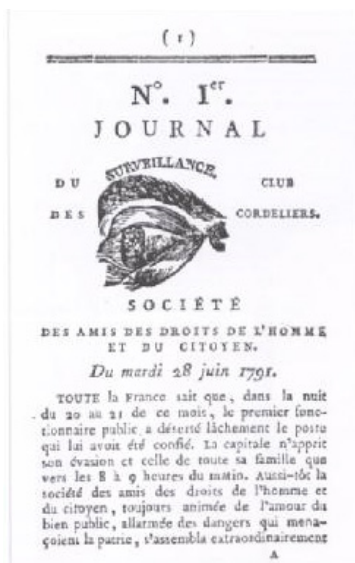 ( 1 )
N°. Ier.
JOURNAL
SURVEILLANCE.
DU CLUB
DES CORDELIERS.
SOCIÉTÉ
DES AMIS DES DROITS DE L'HOMME
ET DU CITOYEN.
Du mardi 28 juin 1791.
TOUTE la France sait que, dans la nuit
du 20 au 21 de ce mois, le premier fonc-
tionnaire public a déserté lâchement le poste
qui lui avoit été confié. La capitale n'apprit
son évasion et celle de toute sa famille que
vers les 8 à 9 heures du matin. Aussi-tôt la
société des amis des droits de l'homme et
du citoyen, toujours animée de l'amour du
bien public, allarmée des dangers qui mena-
çoient la patrie, s'assembla extraordinairement
A